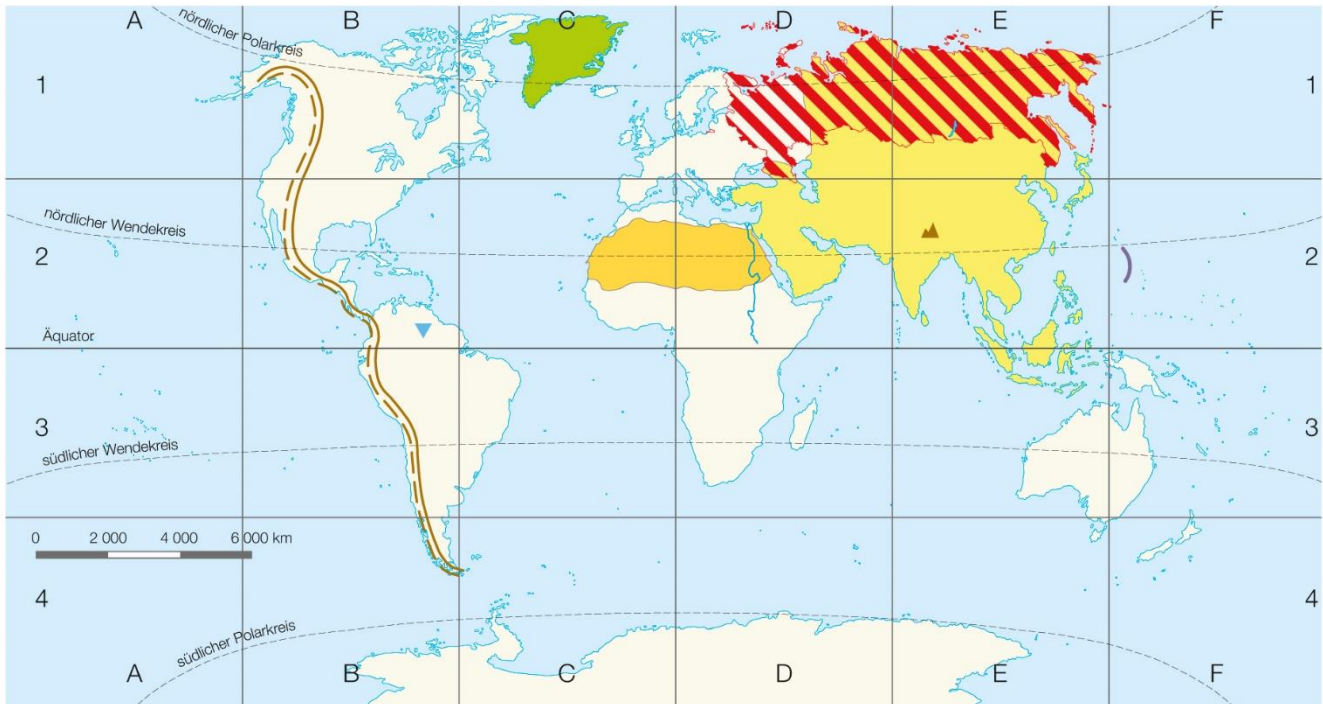 A B C D E F
nördlicher Polarkreis
1 1
nördlicher Wendekreis
2 2
Äquator
3 3
südlicher Wendekreis
0 2 000 4 000 6 000 km
4 4
südlicher Polarkreis
A B C D E F